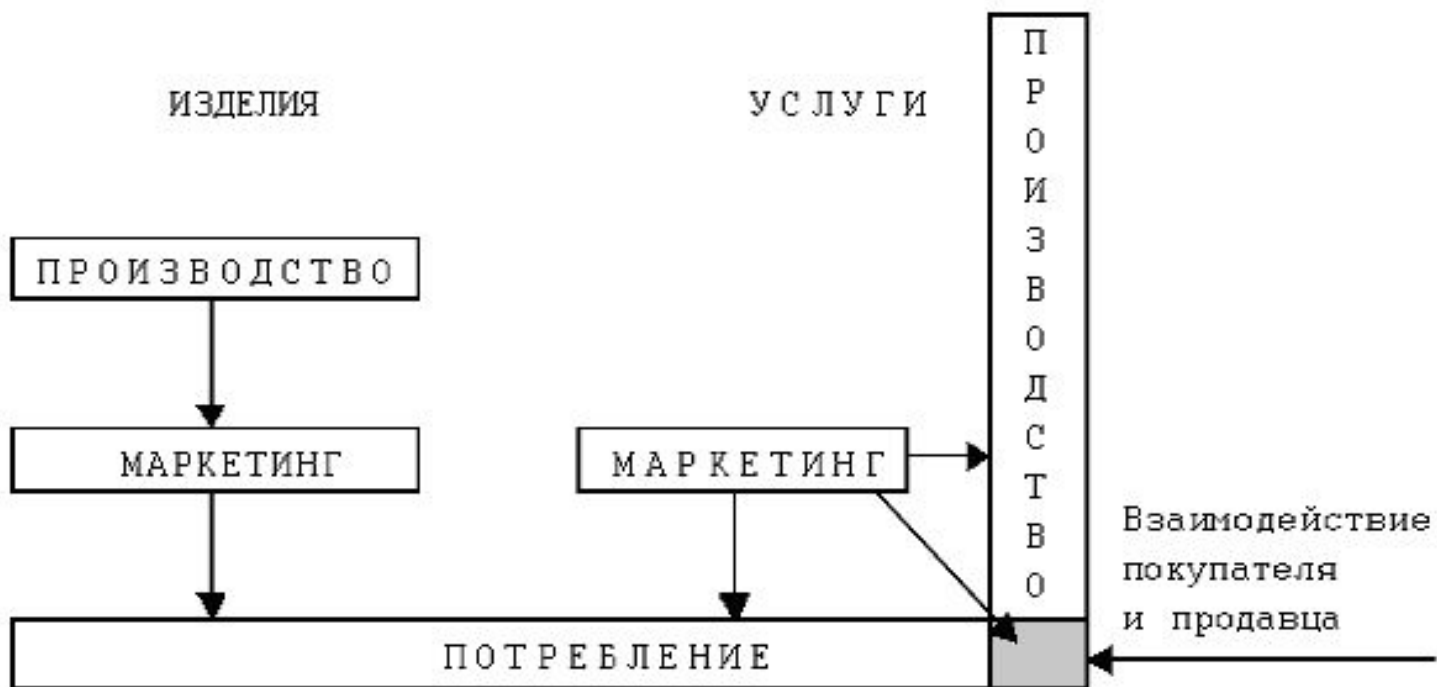 ИЗДЕЛИЯ
УСЛУГИ
ПРОИЗВОДСТВО
ПРОИЗВОДСТВО
МАРКЕТИНГ
МАРКЕТИНГ
Взаимодействие
покупателя
и продавца
ПОТРЕБЛЕНИЕ